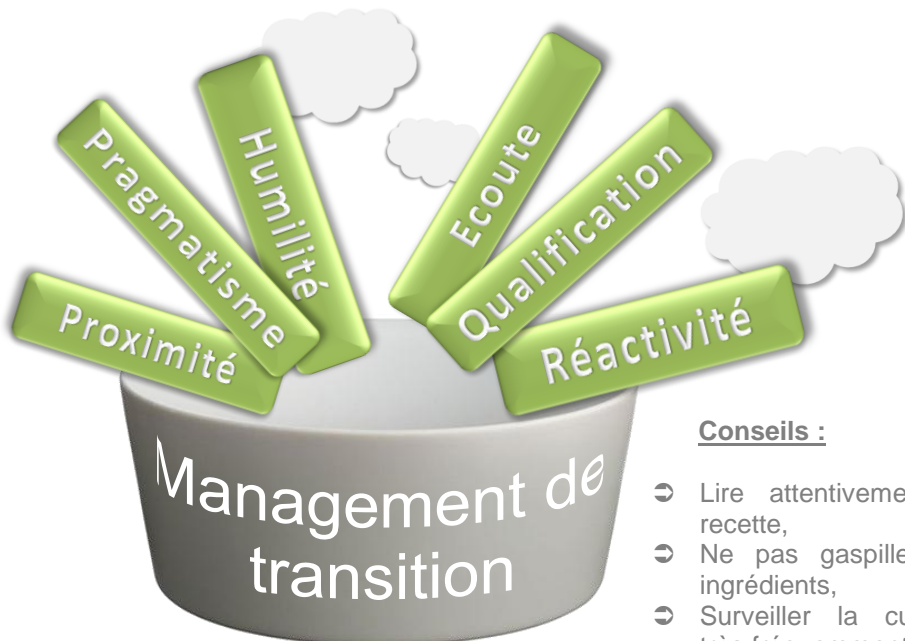 Humilité
Ecoute
Pragmatisme
Qualification
Proximité
Réactivité
Management de
transition
Conseils :
Lire
recette,
Ne pas
ingrédients,
Surveiller la